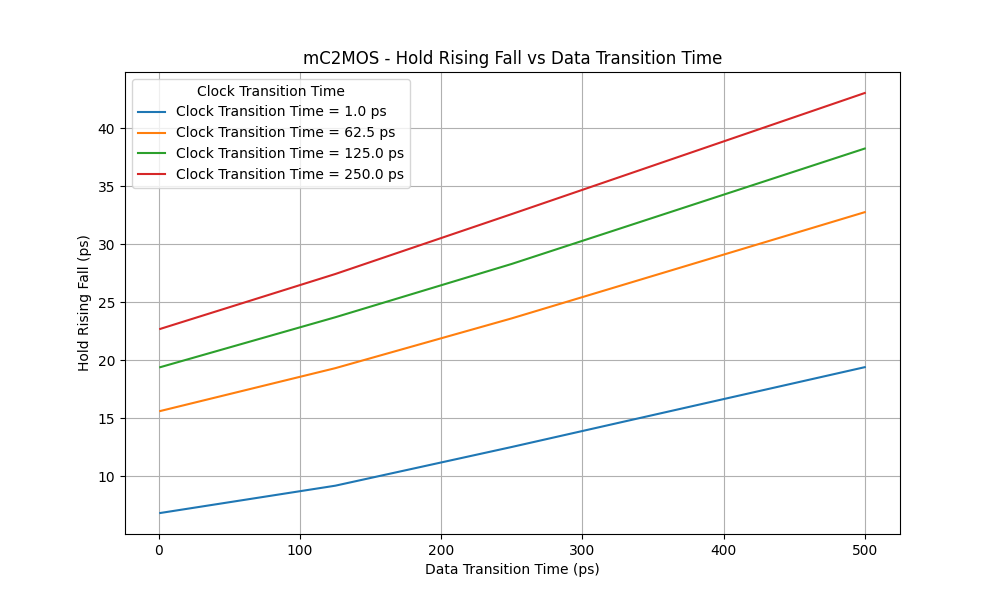 mC2MOS - Hold Rising Fall vs Data Transition Time
Clock Transition Time
Clock Transition Time = 1.0 ps
Clock Transition Time = 62.5 ps
Clock Transition Time = 125.0 ps
Clock Transition Time = 250.0 ps
Hold Rising Fall (ps)
40
35
30
25
20
15
10
0 100 200 300 400 500
Data Transition Time (ps)